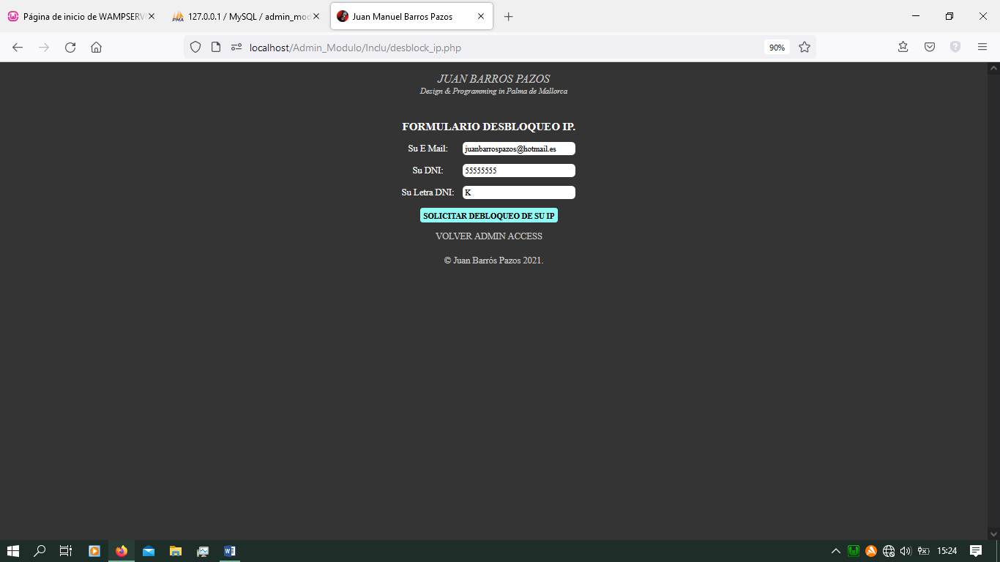 Página de inicio de WAMPSERV
127.0.0.1 / MySQL / admin_mod
Juan Manuel Barros Pazos
localhost/Admin_Modulo/Inclu/desblock_ip.php
90%
JUAN BARROS PAZOS
Design & Programming in Palma de Mallorca
FORMULARIO DESBLOQUEO IP.
Su E Mail: juanbarrospazos@hotmail.es
Su DNI: 55555555
Su Letra DNI: K
SOLICITAR DEBLOQUEO DE SU IP
VOLVER ADMIN ACCESS
© Juan Barrós Pazos 2021.
15:24